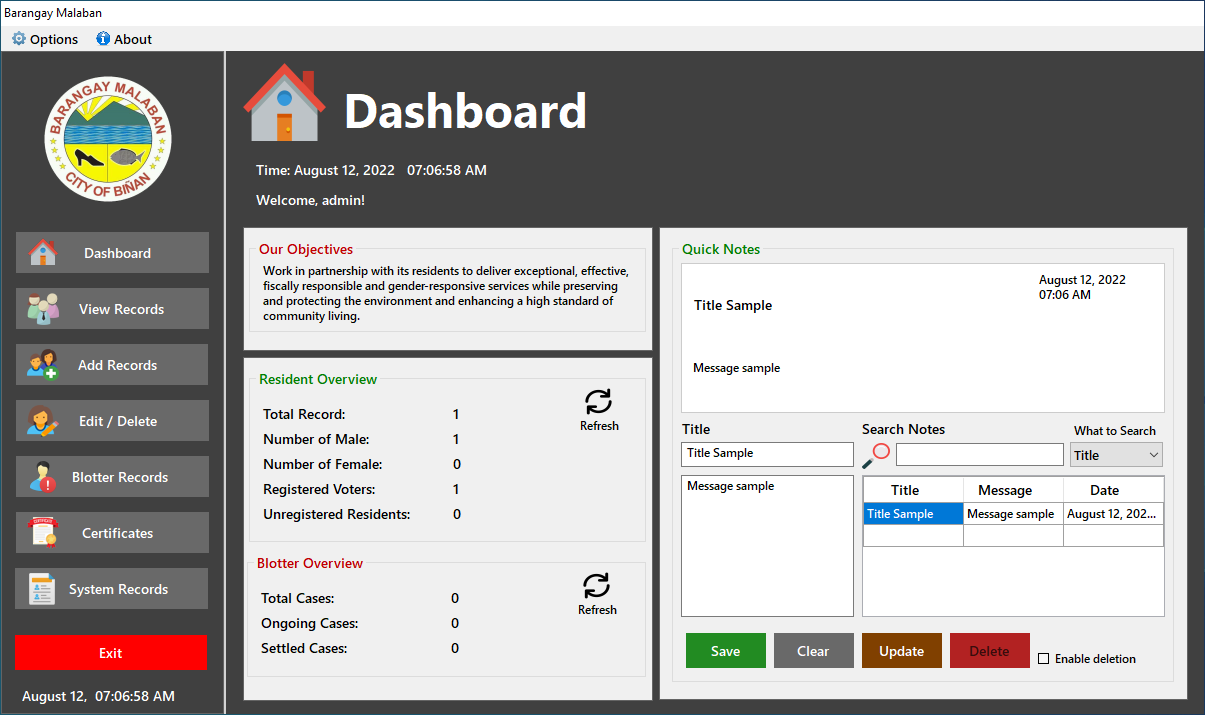 Barangay Malaban
Options
About
BARANGAY MALABAN
CITY OF BIÑAN
Dashboard
View Records
Add Records
Edit / Delete
Blotter Records
Certificates
System Records
Exit
August 12,  07:06:58 AM
Dashboard
Time: August 12, 2022   07:06:58 AM
Welcome, admin!
Our Objectives
Work in partnership with its residents to deliver exceptional, effective,
fiscally responsible and gender-responsive services while preserving
and protecting the environment and enhancing a high standard of
community living.
Resident Overview
Total Record: 1
Number of Male: 1
Number of Female: 0
Registered Voters: 1
Unregistered Residents: 0
Refresh
Blotter Overview
Total Cases: 0
Ongoing Cases: 0
Settled Cases: 0
Refresh
Quick Notes
August 12, 2022
07:06 AM
Title Sample
Message sample
Title
Title Sample
Message sample
Search Notes
What to Search
Title
Title Message Date
Title Sample Message sample August 12, 202...
Save
Clear
Update
Delete
Enable deletion